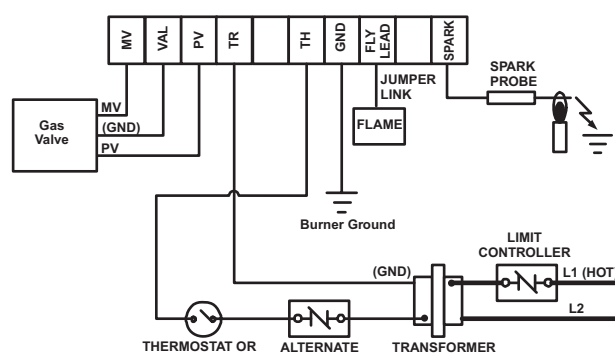 MV
VAL
PV
TR
TH
GND
FLY
LEAD
SPARK
JUMPER
LINK
SPARK
PROBE
MV
(GND)
PV
Gas
Valve
FLAME
Burner Ground
(GND)
LIMIT
CONTROLLER
L1 (HOT)
L2
THERMOSTAT OR
ALTERNATE
TRANSFORMER